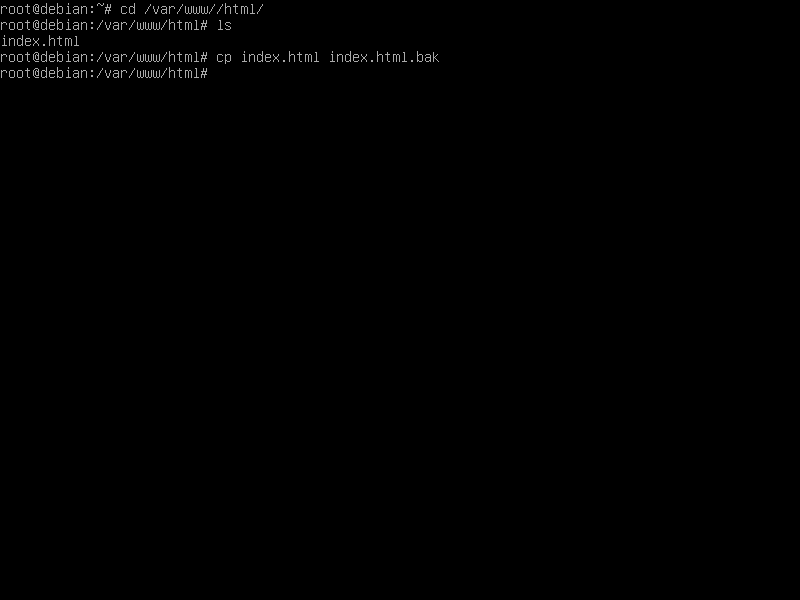 root@debian:~# cd /var/www//html/
root@debian:/var/www/html# ls
index.html
root@debian:/var/www/html# cp index.html index.html.bak
root@debian:/var/www/html#